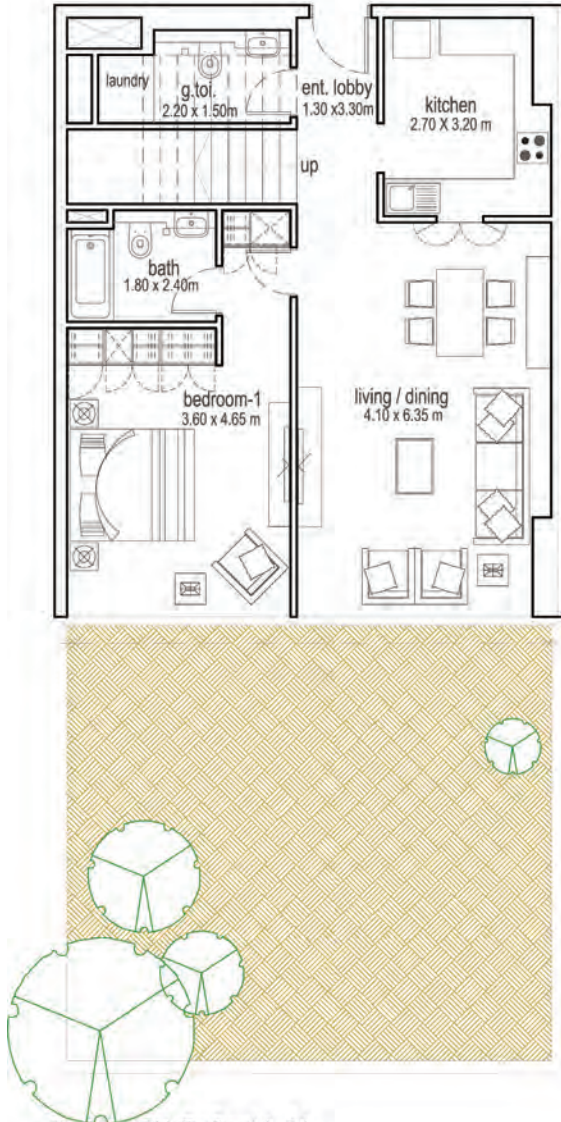 laundry
g.toi.
2.20 x 1.50m
ent. lobby
1.30 x3.30m
kitchen
2.70 X 3.20 m
up
bath
1.80 x 2.40m
bedroom-1
3.60 x 4.65 m
living / dining
4.10 x 6.35 m